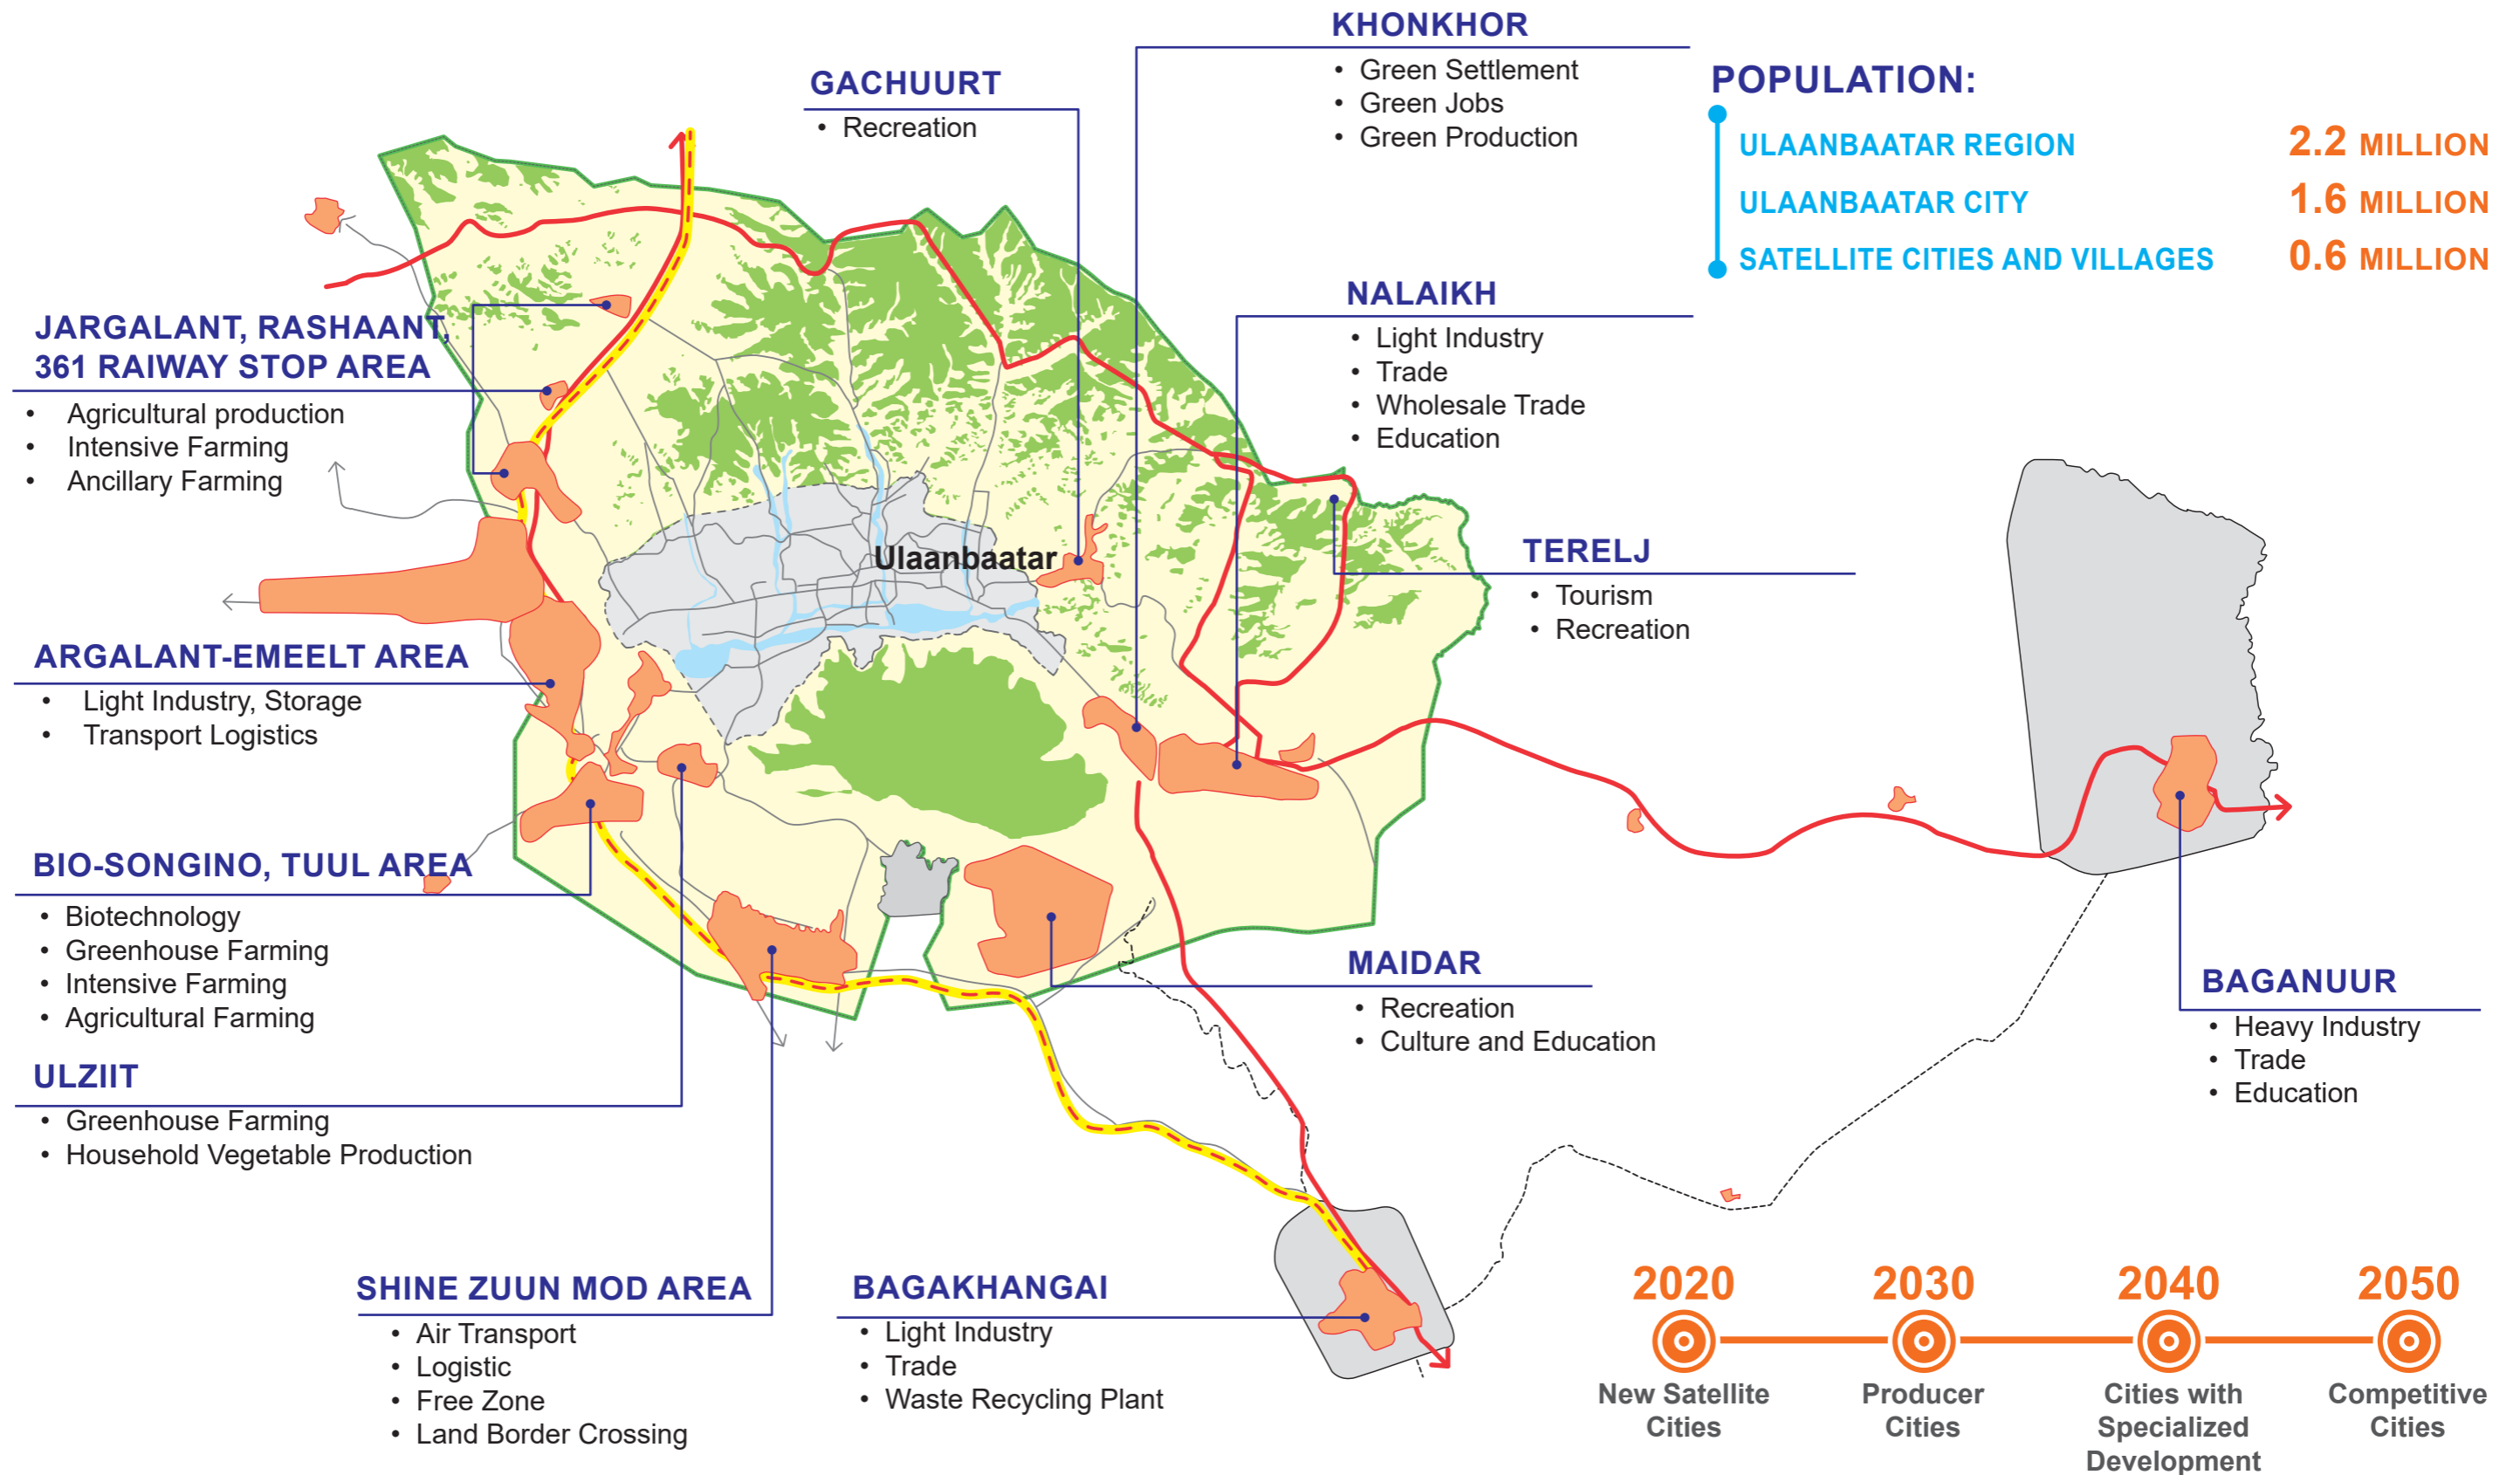 KHONKHOR
• Green Settlement
• Green Jobs
• Green Production
GACHUURT
• Recreation
POPULATION:
ULAANBAATAR REGION 2.2 MILLION
ULAANBAATAR CITY 1.6 MILLION
SATELLITE CITIES AND VILLAGES 0.6 MILLION
NALAIKH
• Light Industry
• Trade
• Wholesale Trade
• Education
JARGALANT, RASHAANT,
361 RAIWAY STOP AREA
• Agricultural production
• Intensive Farming
• Ancillary Farming
Ulaanbaatar
TERELJ
• Tourism
• Recreation
ARGALANT-EMEELT AREA
• Light Industry, Storage
• Transport Logistics
BIO-SONGINO, TUUL AREA
• Biotechnology
• Greenhouse Farming
• Intensive Farming
• Agricultural Farming
MAIDAR
• Recreation
• Culture and Education
BAGANUUR
• Heavy Industry
• Trade
• Education
ULZIIT
• Greenhouse Farming
• Household Vegetable Production
SHINE ZUUN MOD AREA
• Air Transport
• Logistic
• Free Zone
• Land Border Crossing
BAGAKHANGAI
• Light Industry
• Trade
• Waste Recycling Plant
2020
New Satellite
Cities
2030
Producer
Cities
2040
Cities with
Specialized
Development
2050
Competitive
Cities